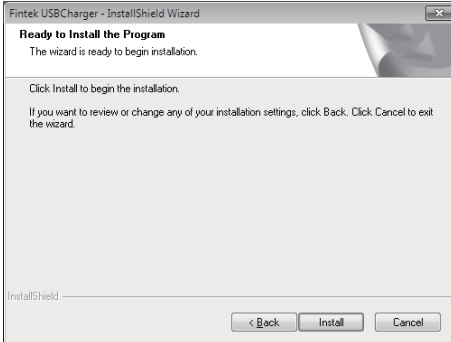 Fintek USBCharger - InstallShield Wizard
Ready to Install the Program
The wizard is ready to begin installation.
Click Install to begin the installation.
If you want to review or change any of your installation settings, click Back. Click Cancel to exit
the wizard.
InstallShield
< Back Install Cancel